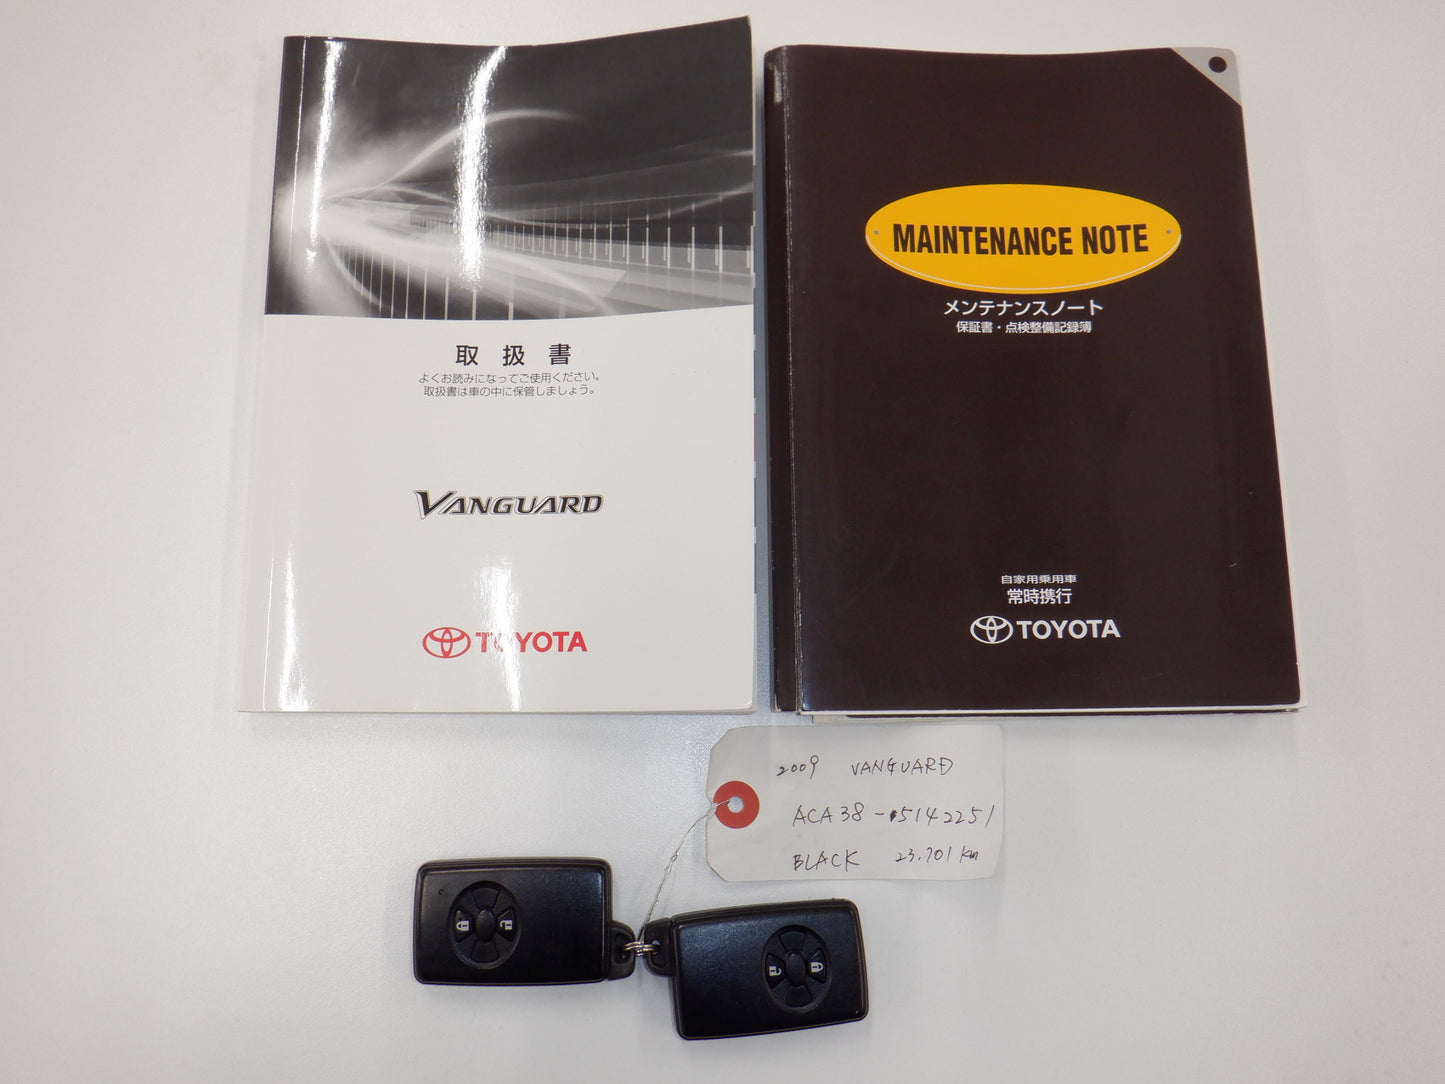 取扱書
よくお読みになってご使用ください。
取扱書は車の中に保管しましょう。
VANGUARD
TOYOTA
MAINTENANCE NOTE
メンテナンスノート
保証書・点検整備記録簿
自家用乗用車
常時携行
TOYOTA
2009 VANGUARD
ACA38-5142251
BLACK 23.701km